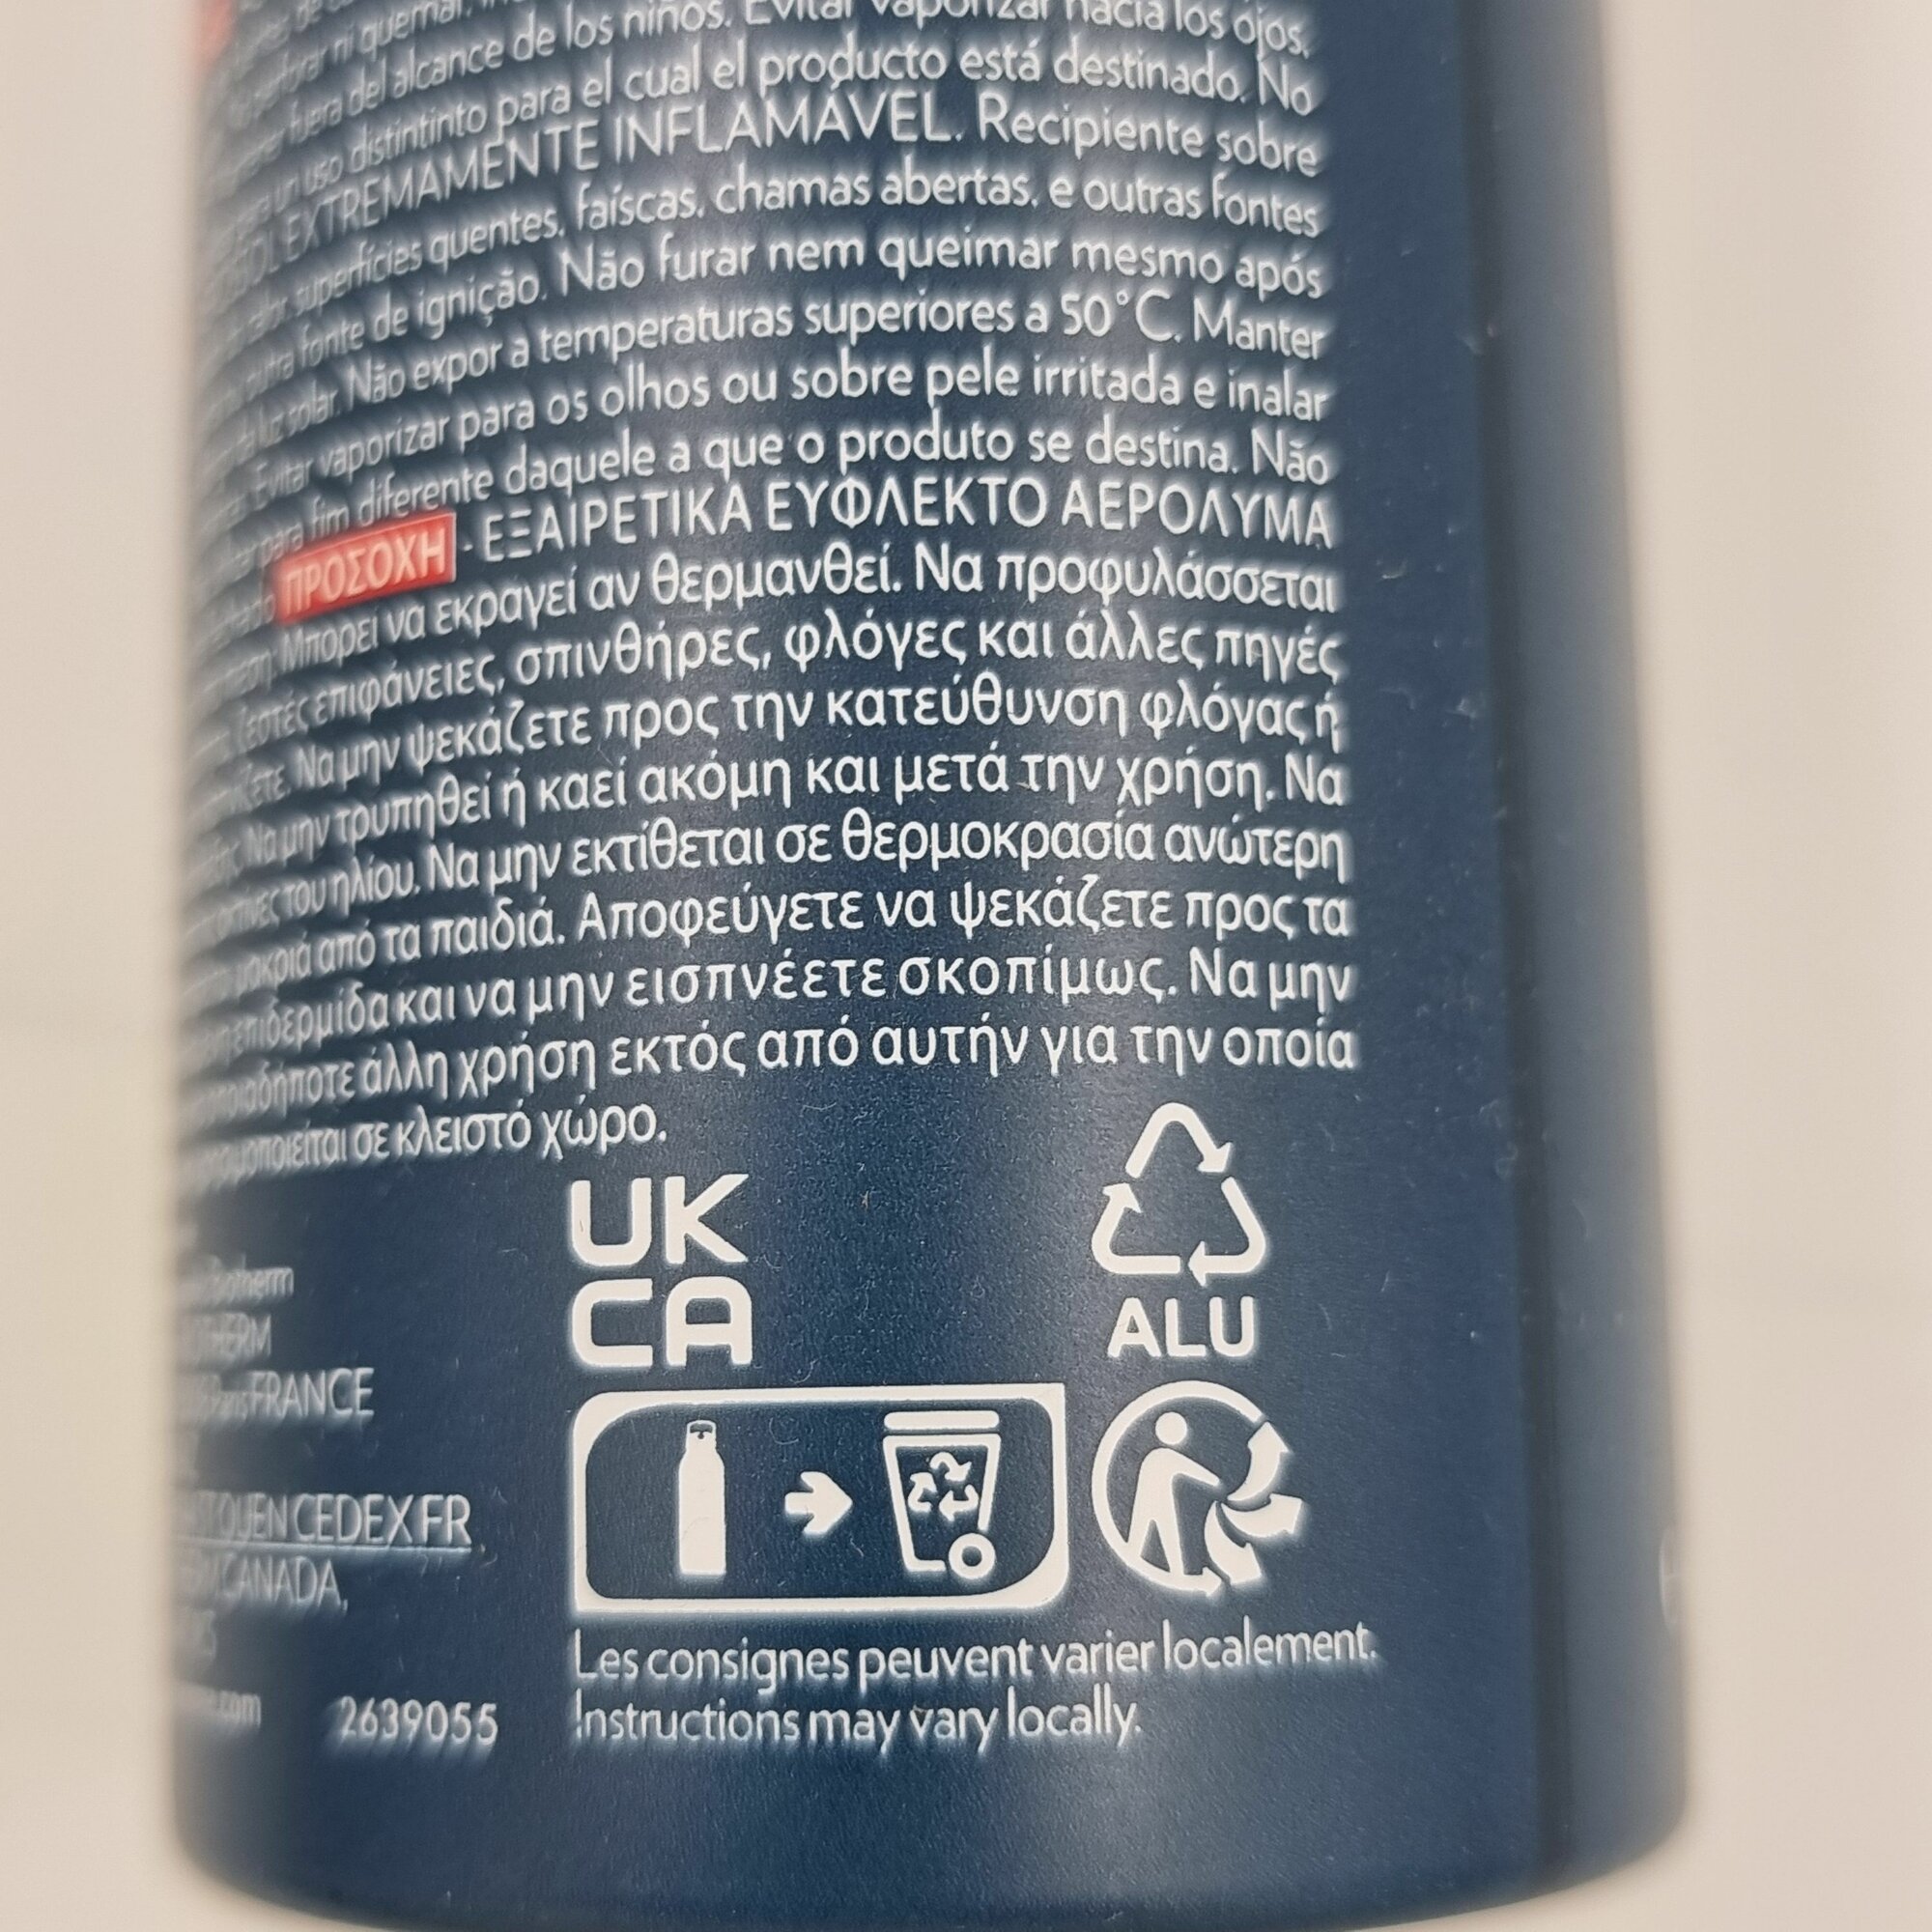 ni quemar.
fuera del alcance de los niños. Evitar vaporizar hacia los ojos,
un uso distintinto para el cual el producto está destinado. No
EXTREMAMENTE INFLAMÁVEL. Recipiente sobre
superfícies quentes, faíscas, chamas abertas, e outras fontes
outra fonte de ignição. Não furar nem queimar mesmo após
luz solar. Não expor a temperaturas superiores a 50°C. Manter
Evitar vaporizar para os olhos ou sobre pele irritada e inalar
para fim diferente daquele a que o produto se destina. Não
ΠΡΟΣΟΧΗ - ΕΞΑΙΡΕΤΙΚΑ ΕΥΦΛΕΚΤΟ ΑΕΡΟΛΥΜΑ
Μπορεί να εκραγεί αν θερμανθεί. Να προφυλάσσεται
ζεστές επιφάνειες, σπινθήρες, φλόγες και άλλες πηγές
Να μην ψεκάζετε προς την κατεύθυνση φλόγας ή
Να μην τρυπηθεί ή καεί ακόμη και μετά την χρήση. Να
του ηλίου. Να μην εκτίθεται σε θερμοκρασία ανώτερη
μακριά από τα παιδιά. Αποφεύγετε να ψεκάζετε προς τα
επιδερμίδα και να μην εισπνέετε σκοπίμως. Να μην
άλλη χρήση εκτός από αυτήν για την οποία
σε κλειστό χώρο.
UK
CA
ALU
FRANCE
CEDEX FR
CANADA,
2639055
Les consignes peuvent varier localement.
Instructions may vary locally.